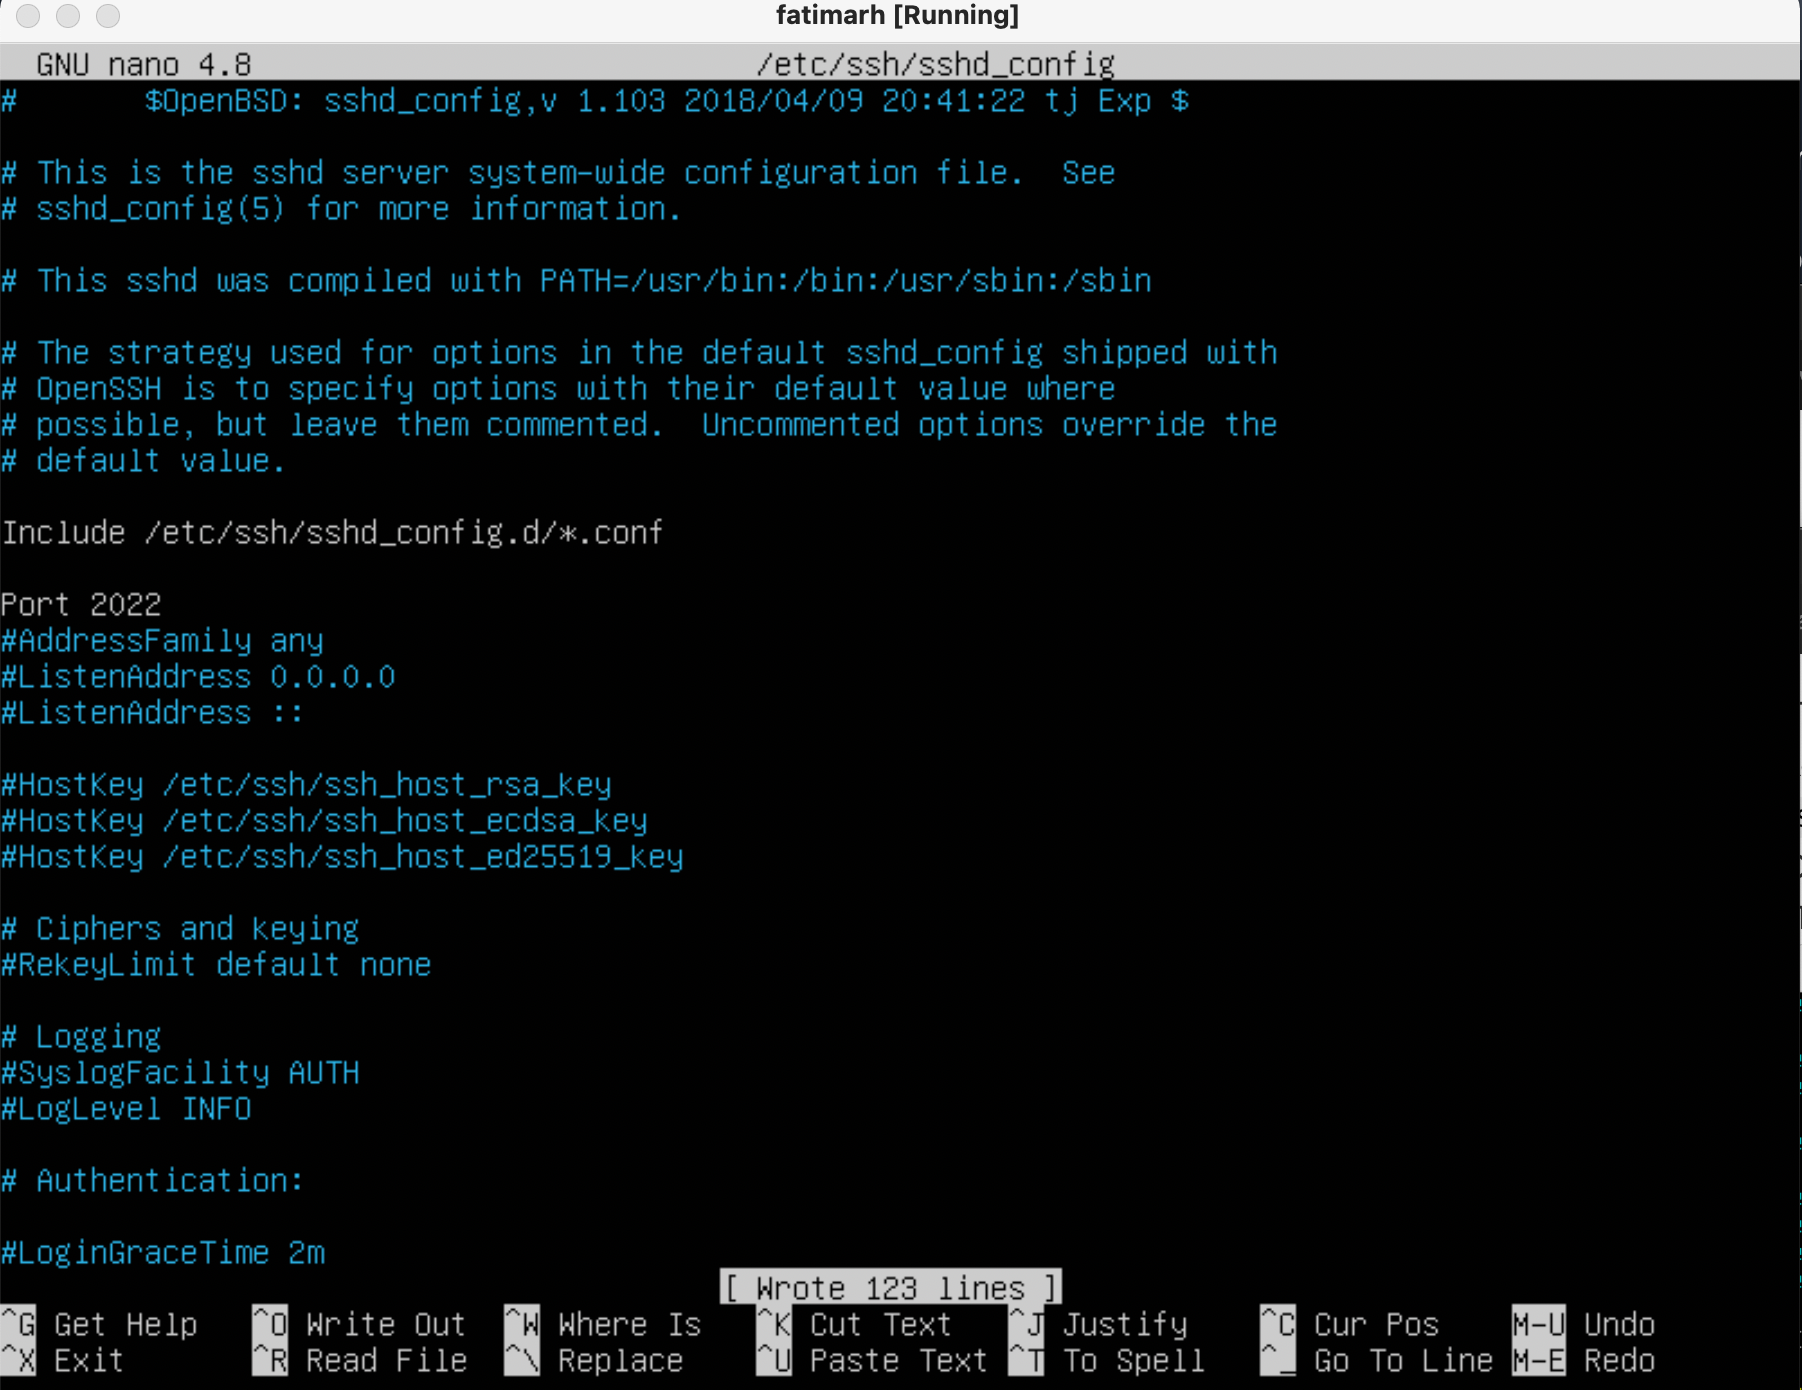 fatimarh [Running]
GNU nano 4.8 /etc/ssh/sshd_config
# $OpenBSD: sshd_config,v 1.103 2018/04/09 20:41:22 tj Exp $
# This is the sshd server system-wide configuration file.  See
# sshd_config(5) for more information.
# This sshd was compiled with PATH=/usr/bin:/bin:/usr/sbin:/sbin
# The strategy used for options in the default sshd_config shipped with
# OpenSSH is to specify options with their default value where
# possible, but leave them commented.  Uncommented options override the
# default value.
Include /etc/ssh/sshd_config.d/*.conf
Port 2022
#AddressFamily any
#ListenAddress 0.0.0.0
#ListenAddress ::
#HostKey /etc/ssh/ssh_host_rsa_key
#HostKey /etc/ssh/ssh_host_ecdsa_key
#HostKey /etc/ssh/ssh_host_ed25519_key
# Ciphers and keying
#RekeyLimit default none
# Logging
#SyslogFacility AUTH
#LogLevel INFO
# Authentication:
#LoginGraceTime 2m
[ Wrote 123 lines ]
^G Get Help ^O Write Out ^W Where Is ^K Cut Text ^J Justify ^C Cur Pos M-U Undo
^X Exit ^R Read File ^\ Replace ^U Paste Text ^T To Spell ^_ Go To Line M-E Redo